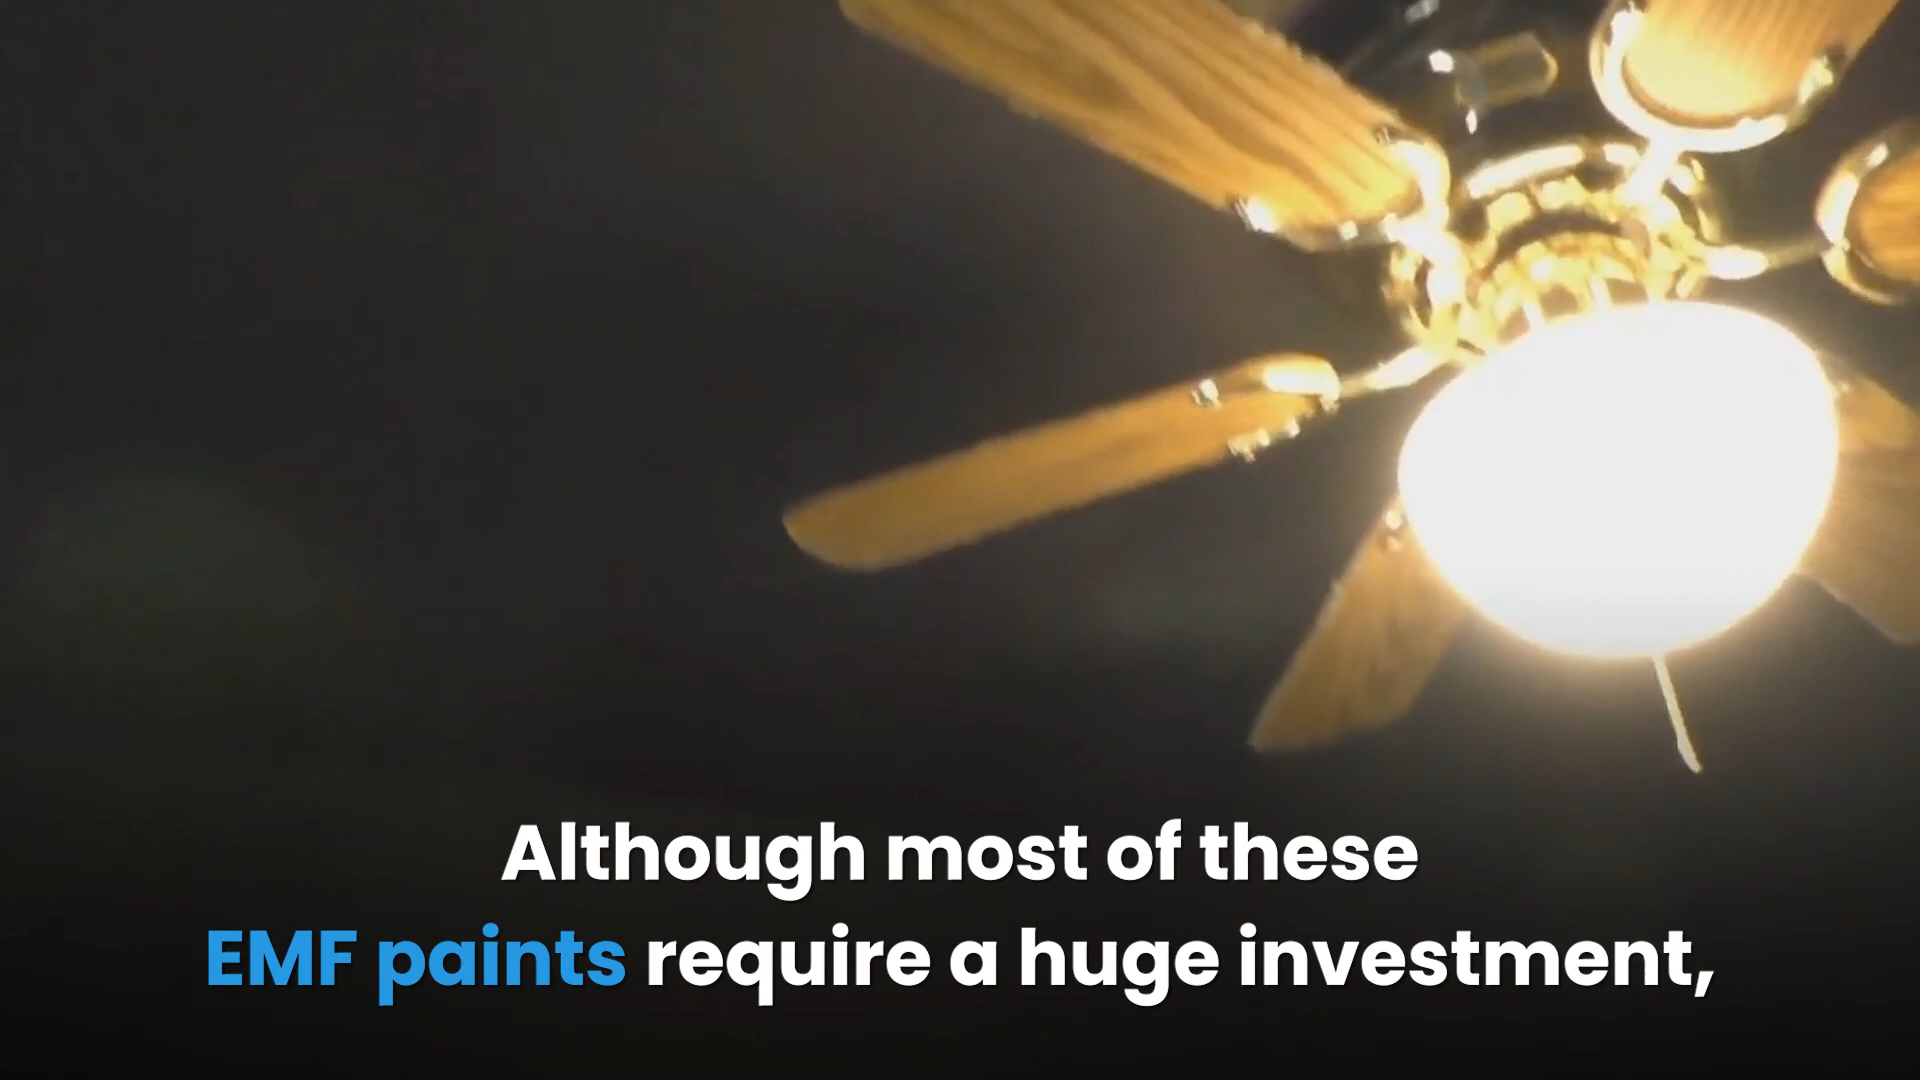 Although most of these
EMF paints require a huge investment,